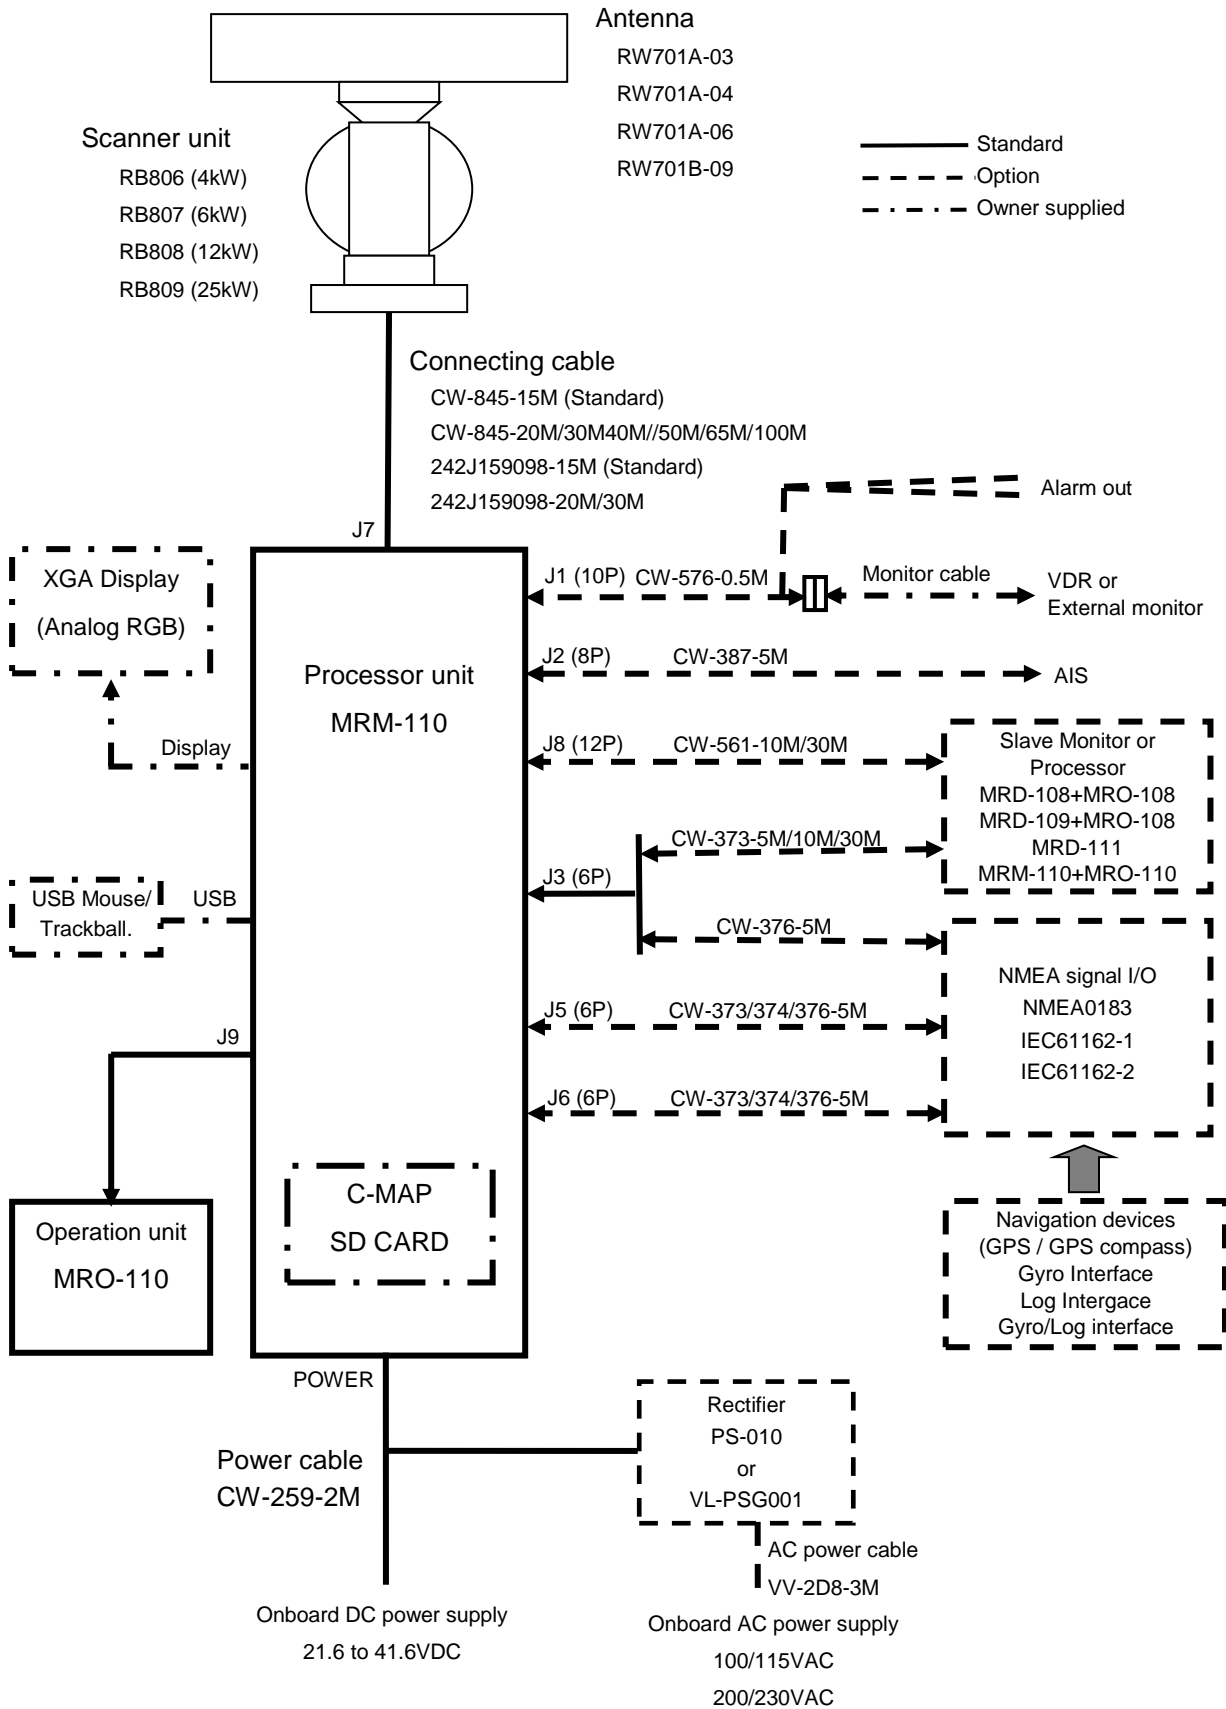 Antenna
RW701A-03
RW701A-04
RW701A-06
RW701B-09
Scanner unit
RB806 (4kW)
RB807 (6kW)
RB808 (12kW)
RB809 (25kW)
Standard
Option
Owner supplied
Connecting cable
CW-845-15M (Standard)
CW-845-20M/30M40M//50M/65M/100M
242J159098-15M (Standard)
242J159098-20M/30M
J7
Alarm out
XGA Display
(Analog RGB)
J1 (10P)
CW-576-0.5M
Monitor cable
VDR or
External monitor
Processor unit
MRM-110
J2 (8P)
CW-387-5M
AIS
Display
J8 (12P)
CW-561-10M/30M
Slave Monitor or
Processor
MRD-108+MRO-108
MRD-109+MRO-108
MRD-111
MRM-110+MRO-110
CW-373-5M/10M/30M
J3 (6P)
CW-376-5M
USB Mouse/
Trackball.
USB
NMEA signal I/O
NMEA0183
IEC61162-1
IEC61162-2
J5 (6P)
CW-373/374/376-5M
J9
J6 (6P)
CW-373/374/376-5M
C-MAP
SD CARD
Operation unit
MRO-110
Navigation devices
(GPS / GPS compass)
Gyro Interface
Log Intergace
Gyro/Log interface
POWER
Power cable
CW-259-2M
Rectifier
PS-010
or
VL-PSG001
AC power cable
VV-2D8-3M
Onboard DC power supply
21.6 to 41.6VDC
Onboard AC power supply
100/115VAC
200/230VAC